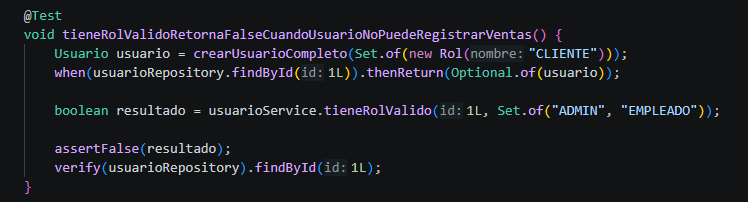 @Test
void tieneRolValidoRetornaFalseCuandoUsuarioNoPuedeRegistrarVentas() {
    Usuario usuario = crearUsuarioCompleto(Set.of(new Rol(nombre: "CLIENTE")));
    when(usuarioRepository.findById(id: 1L)).thenReturn(Optional.of(usuario));

    boolean resultado = usuarioService.tieneRolValido(id: 1L, Set.of("ADMIN", "EMPLEADO"));

    assertFalse(resultado);
    verify(usuarioRepository).findById(id: 1L);
}